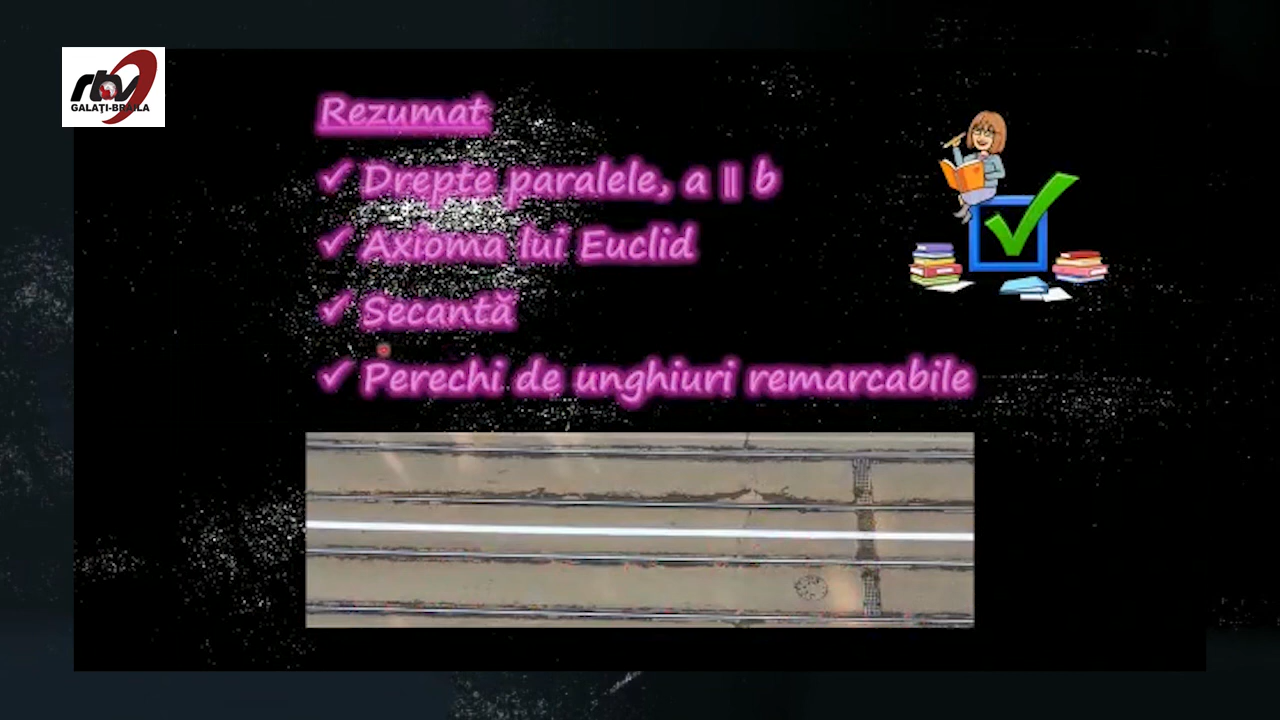 rtv
GALAȚI-BRĂILA
Rezumat
✓ Drepte paralele, a ∥ b
✓ Axioma lui Euclid
✓ Secantă
✓ Perechi de unghiuri remarcabile